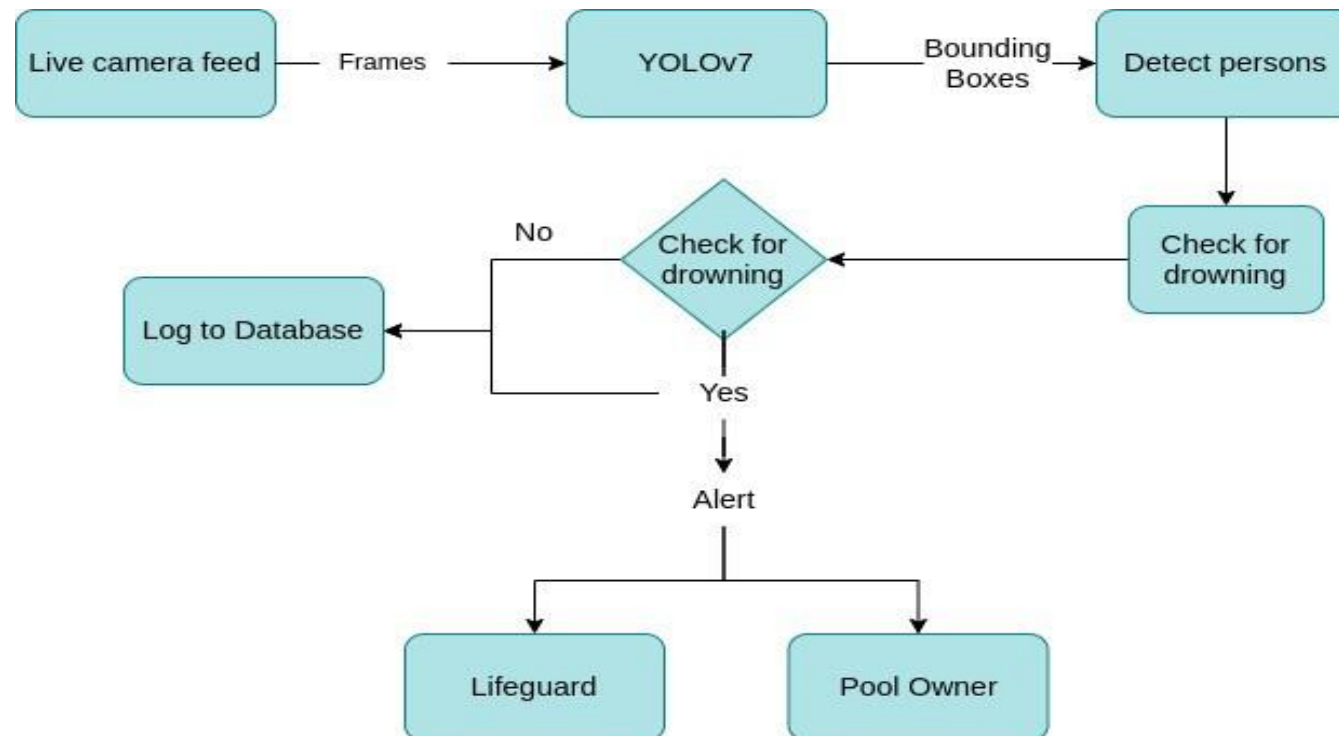 Live camera feed
Frames
YOLOv7
Bounding
Boxes
Detect persons
Check for
drowning
Check for
drowning
No
Log to Database
Yes
Alert
Lifeguard
Pool Owner